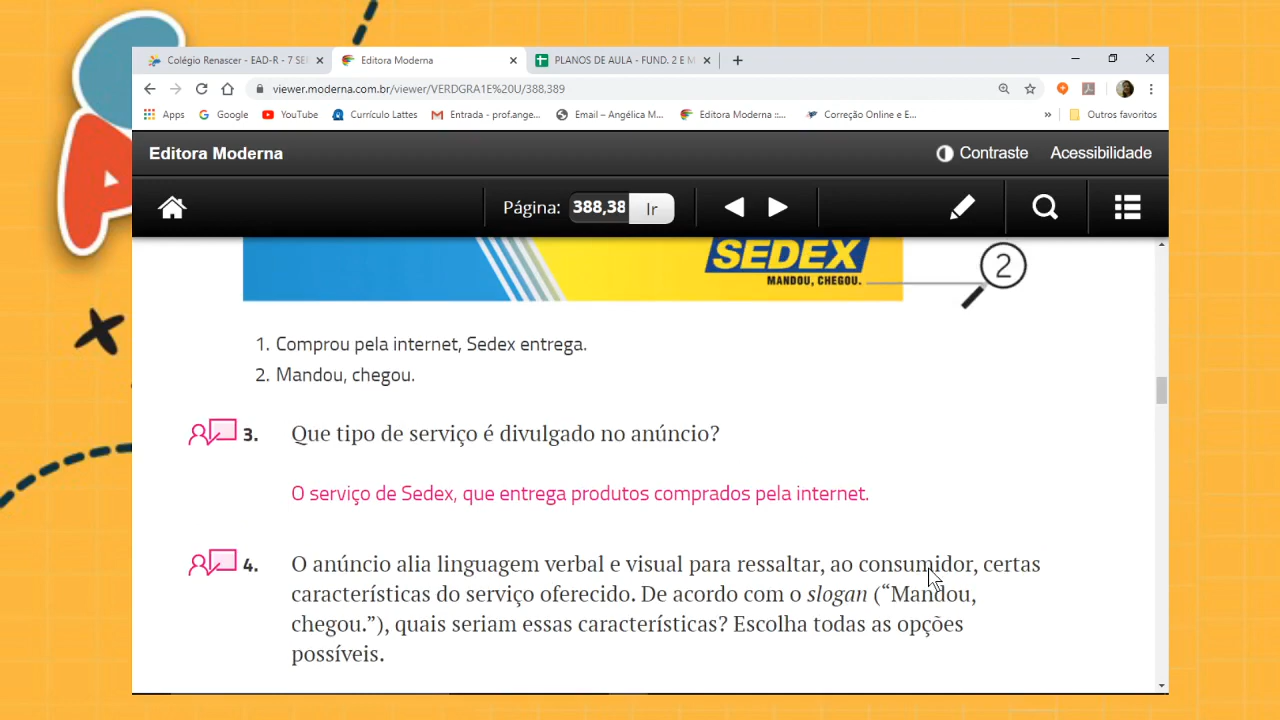 Colégio Renascer - EAD-R - 7 SE
Editora Moderna
PLANOS DE AULA - FUND. 2 E M
viewer.moderna.com.br/viewer/VERDGRA1E%20U/388,389
Apps
Google
YouTube
Currículo Lattes
Entrada - prof.ange...
Email – Angélica M...
Editora Moderna ::...
Correção Online e E...
»
Outros favoritos
Editora Moderna
Contraste
Acessibilidade
Página:
388,38
Ir
SEDEX
MANDOU, CHEGOU.
2
1. Comprou pela internet, Sedex entrega.
2. Mandou, chegou.
3. Que tipo de serviço é divulgado no anúncio?
O serviço de Sedex, que entrega produtos comprados pela internet.
4. O anúncio alia linguagem verbal e visual para ressaltar, ao consumidor, certas
características do serviço oferecido. De acordo com o slogan (“Mandou,
chegou.”), quais seriam essas características? Escolha todas as opções
possíveis.